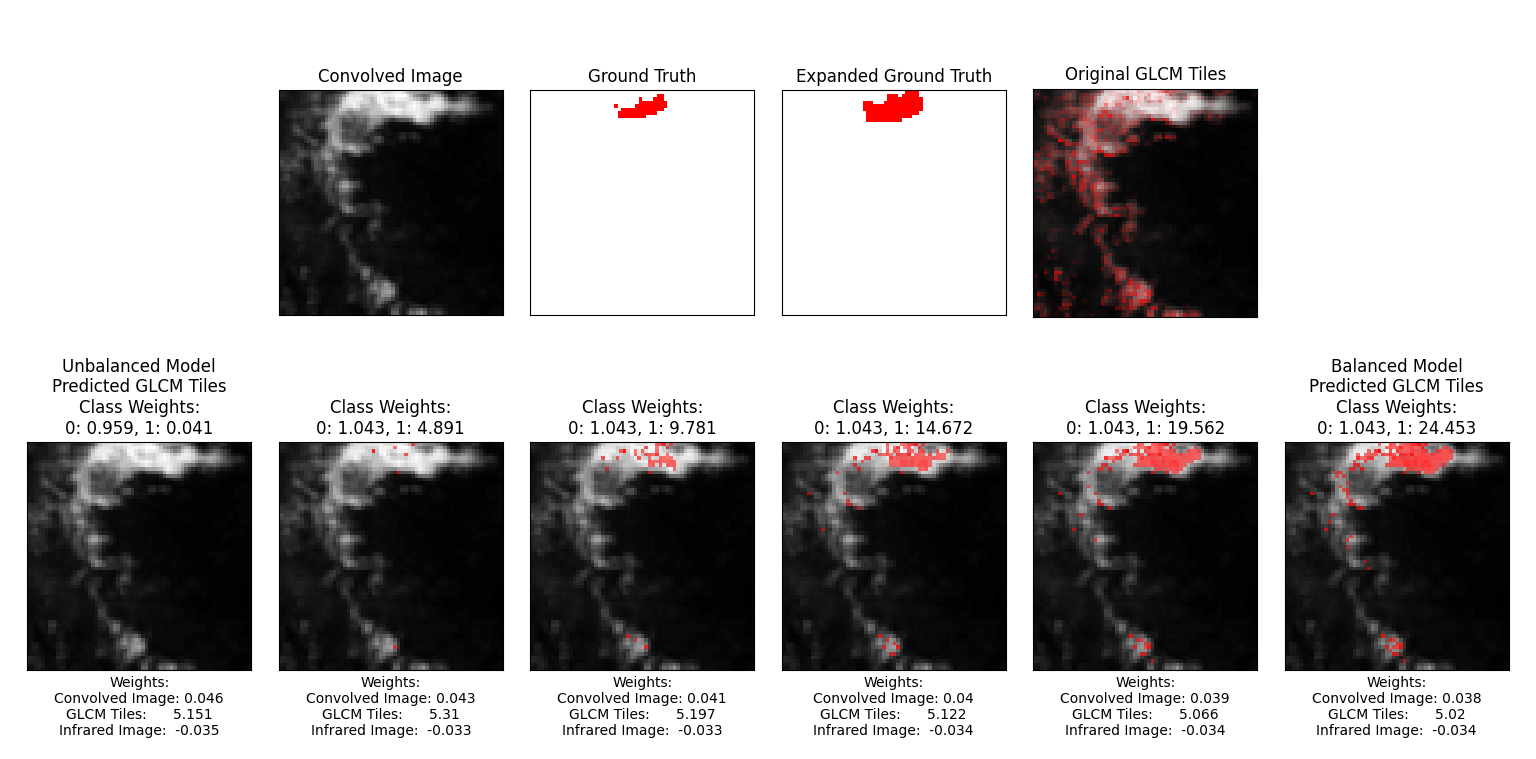 Convolved Image
Ground Truth
Expanded Ground Truth
Original GLCM Tiles
Unbalanced Model
Predicted GLCM Tiles
Class Weights:
0: 0.959, 1: 0.041
Class Weights:
0: 1.043, 1: 4.891
Class Weights:
0: 1.043, 1: 9.781
Class Weights:
0: 1.043, 1: 14.672
Class Weights:
0: 1.043, 1: 19.562
Balanced Model
Predicted GLCM Tiles
Class Weights:
0: 1.043, 1: 24.453
Weights:
Convolved Image: 0.046
GLCM Tiles: 5.151
Infrared Image: -0.035
Weights:
Convolved Image: 0.043
GLCM Tiles: 5.31
Infrared Image: -0.033
Weights:
Convolved Image: 0.041
GLCM Tiles: 5.197
Infrared Image: -0.033
Weights:
Convolved Image: 0.04
GLCM Tiles: 5.122
Infrared Image: -0.034
Weights:
Convolved Image: 0.039
GLCM Tiles: 5.066
Infrared Image: -0.034
Weights:
Convolved Image: 0.038
GLCM Tiles: 5.02
Infrared Image: -0.034